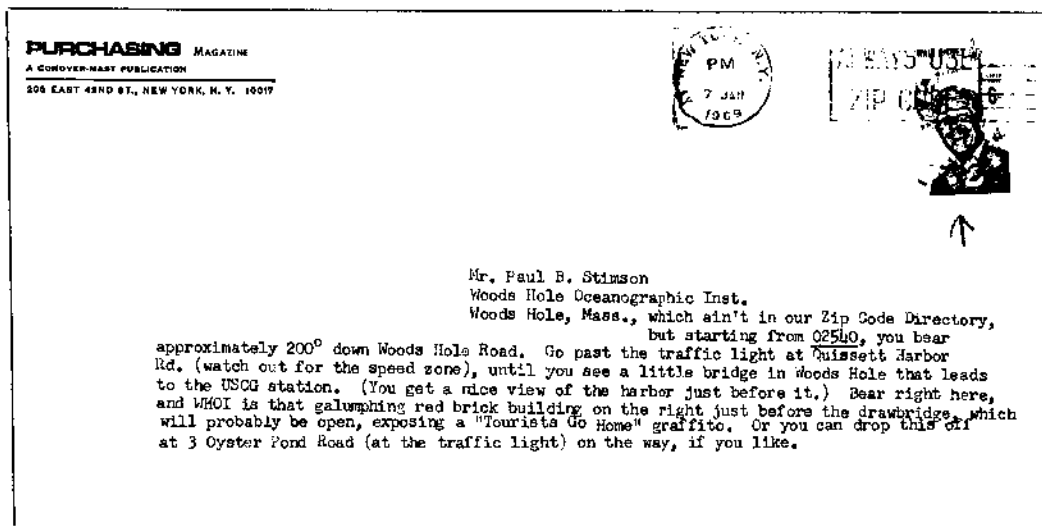 PURCHASING MAGAZINE
A CONOVER-MAST PUBLICATION
205 EAST 42ND ST., NEW YORK, N. Y. 10017
NEW YORK, N.Y.
PM
7 JAN
1969
ALWAYS USE
ZIP
6
Mr. Paul B. Stimson
Woods Hole Oceanographic Inst.
Woods Hole, Mass., which ain't in our Zip Code Directory,
but starting from 02540, you bear
approximately 200° down Woods Hole Road. Go past the traffic light at Quissett Harbor
Rd. (watch out for the speed zone), until you see a little bridge in Woods Hole that leads
to the USCG station. (You get a nice view of the harbor just before it.) Bear right here,
and WHOI is that galumphing red brick building on the right just before the drawbridge, which
will probably be open, exposing a "Tourists Go Home" graffito. Or you can drop this off
at 3 Oyster Pond Road (at the traffic light) on the way, if you like.